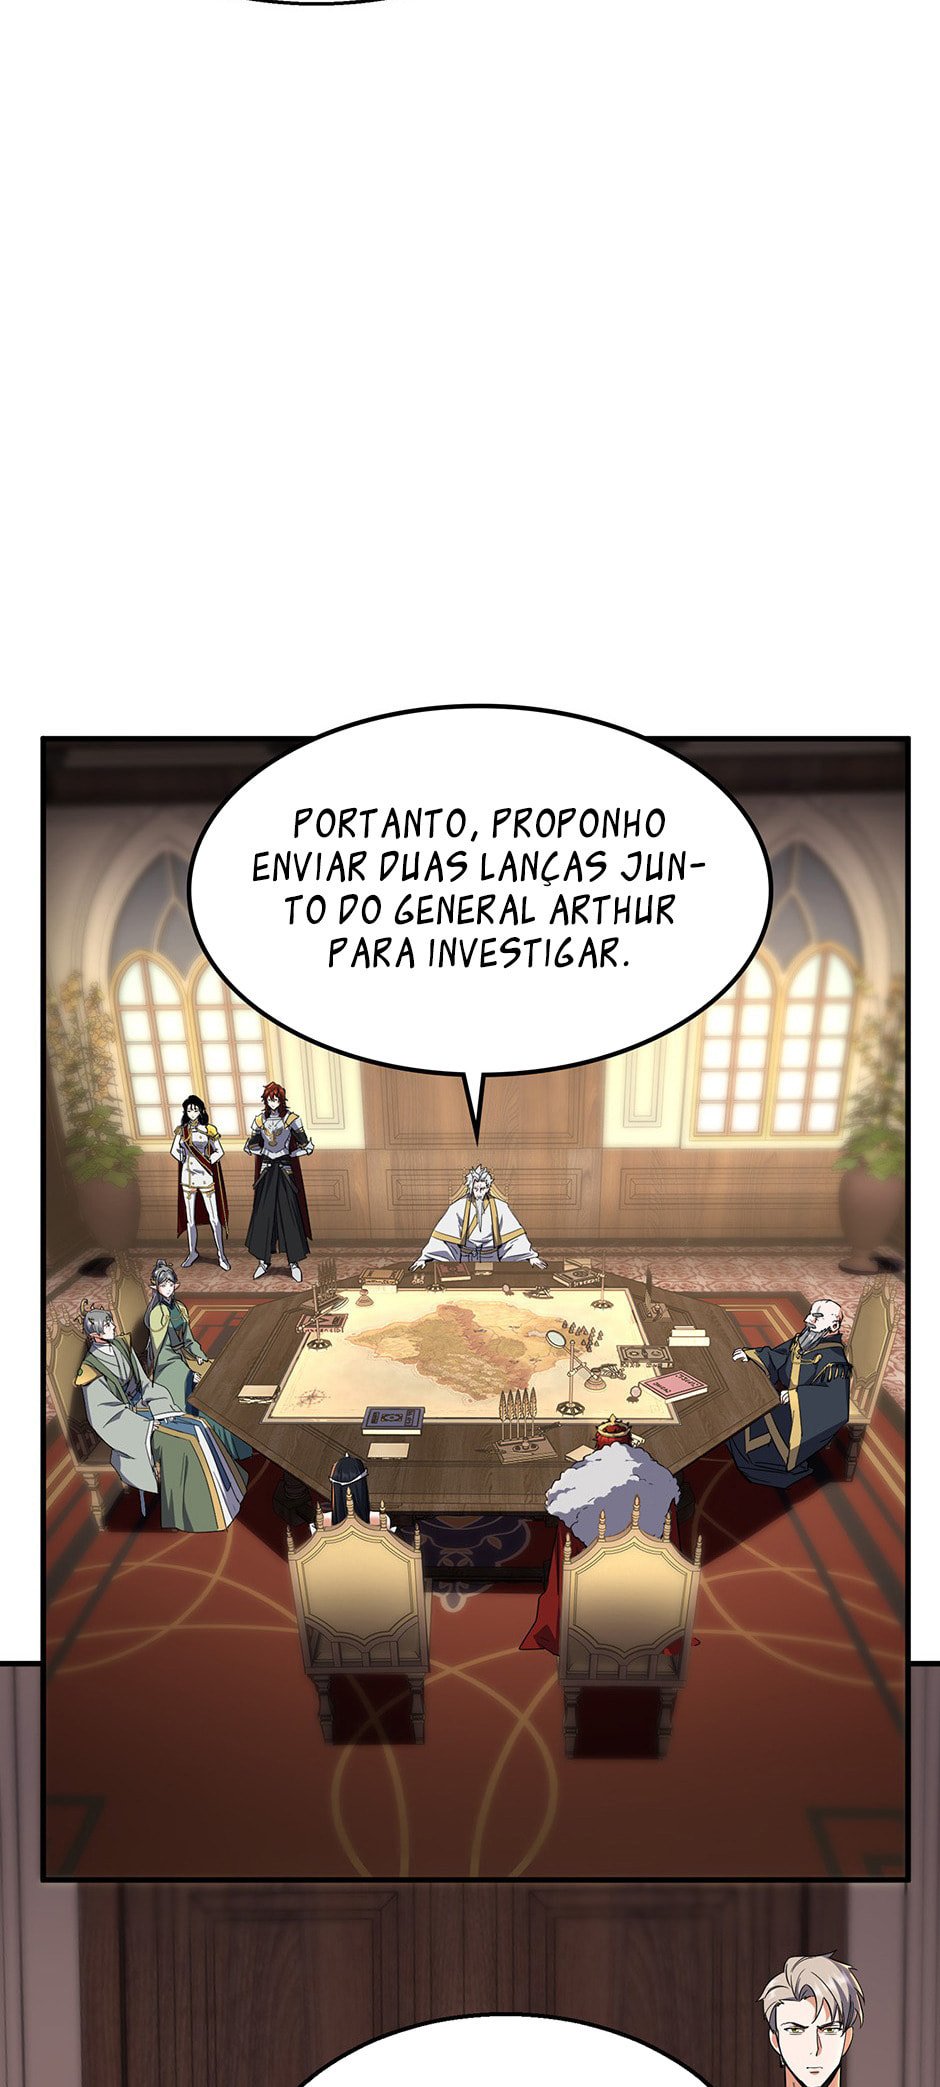 PORTANTO, PROPONHO
ENVIAR DUAS LANÇAS JUN-
TO DO GENERAL ARTHUR
PARA INVESTIGAR.